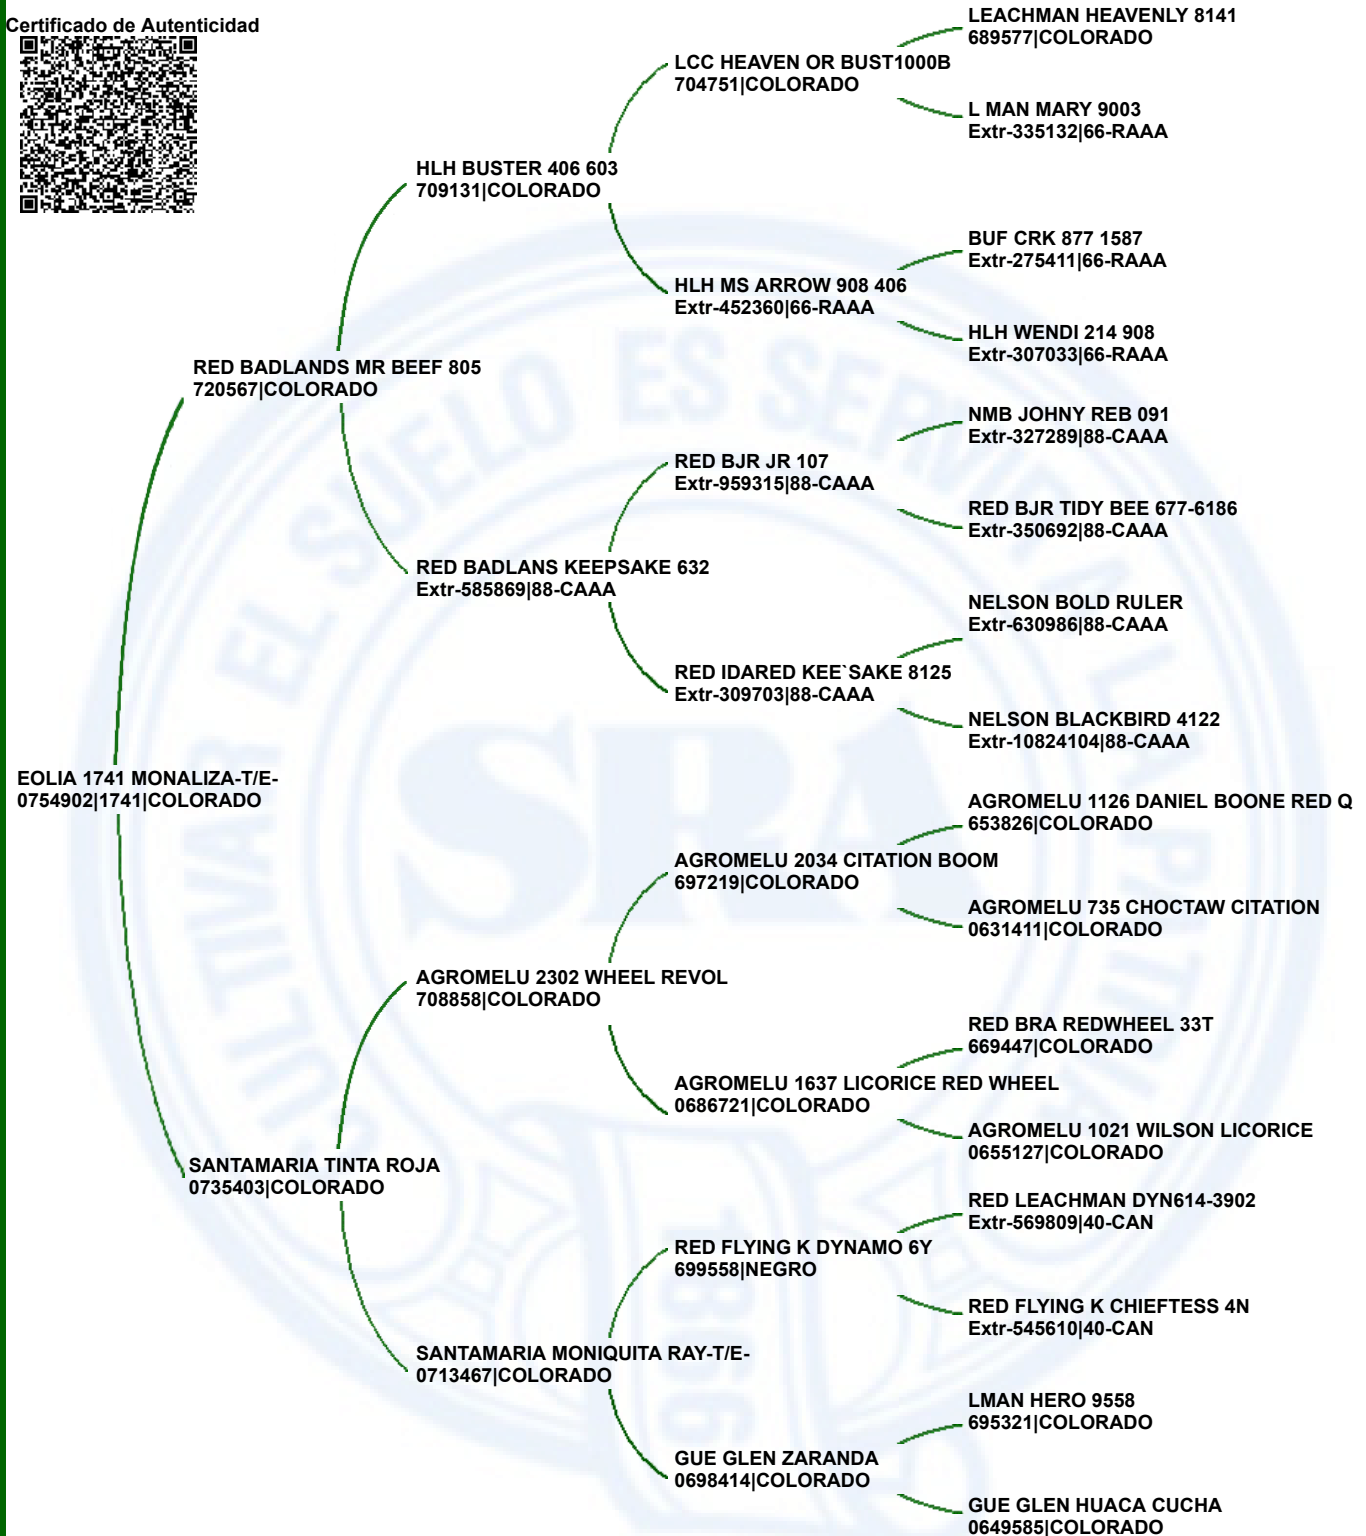 Certificado de Autenticidad
LEACHMAN HEAVENLY 8141
689577|COLORADO
LCC HEAVEN OR BUST1000B
704751|COLORADO
L MAN MARY 9003
Extr-335132|66-RAAA
HLH BUSTER 406 603
709131|COLORADO
BUF CRK 877 1587
Extr-275411|66-RAAA
HLH MS ARROW 908 406
Extr-452360|66-RAAA
HLH WENDI 214 908
Extr-307033|66-RAAA
RED BADLANDS MR BEEF 805
720567|COLORADO
NMB JOHNY REB 091
Extr-327289|88-CAAA
RED BJR JR 107
Extr-959315|88-CAAA
RED BJR TIDY BEE 677-6186
Extr-350692|88-CAAA
RED BADLANS KEEPSAKE 632
Extr-585869|88-CAAA
NELSON BOLD RULER
Extr-630986|88-CAAA
RED IDARED KEE`SAKE 8125
Extr-309703|88-CAAA
NELSON BLACKBIRD 4122
Extr-10824104|88-CAAA
EOLIA 1741 MONALIZA-T/E-
0754902|1741|COLORADO
AGROMELU 1126 DANIEL BOONE RED Q
653826|COLORADO
AGROMELU 2034 CITATION BOOM
697219|COLORADO
AGROMELU 735 CHOCTAW CITATION
0631411|COLORADO
AGROMELU 2302 WHEEL REVOL
708858|COLORADO
RED BRA REDWHEEL 33T
669447|COLORADO
AGROMELU 1637 LICORICE RED WHEEL
0686721|COLORADO
AGROMELU 1021 WILSON LICORICE
0655127|COLORADO
SANTAMARIA TINTA ROJA
0735403|COLORADO
RED LEACHMAN DYN614-3902
Extr-569809|40-CAN
RED FLYING K DYNAMO 6Y
699558|NEGRO
RED FLYING K CHIEFTESS 4N
Extr-545610|40-CAN
SANTAMARIA MONIQUITA RAY-T/E-
0713467|COLORADO
LMAN HERO 9558
695321|COLORADO
GUE GLEN ZARANDA
0698414|COLORADO
GUE GLEN HUACA CUCHA
0649585|COLORADO
CULTIVAR EL SUELO ES SERVIR A LA PATRIA
SRA
1866